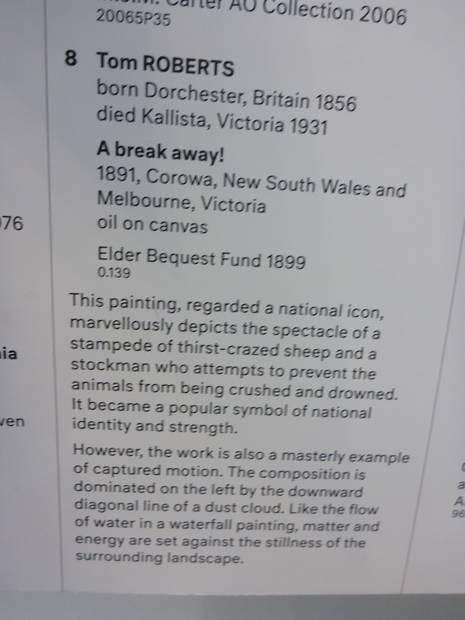 Carter AO Collection 2006
20065P35
8 Tom ROBERTS
born Dorchester, Britain 1856
died Kallista, Victoria 1931
A break away!
1891, Corowa, New South Wales and
Melbourne, Victoria
oil on canvas
Elder Bequest Fund 1899
0.139
This painting, regarded a national icon,
marvellously depicts the spectacle of a
stampede of thirst-crazed sheep and a
stockman who attempts to prevent the
animals from being crushed and drowned.
It became a popular symbol of national
identity and strength.
However, the work is also a masterly example
of captured motion. The composition is
dominated on the left by the downward
diagonal line of a dust cloud. Like the flow
of water in a waterfall painting, matter and
energy are set against the stillness of the
surrounding landscape.